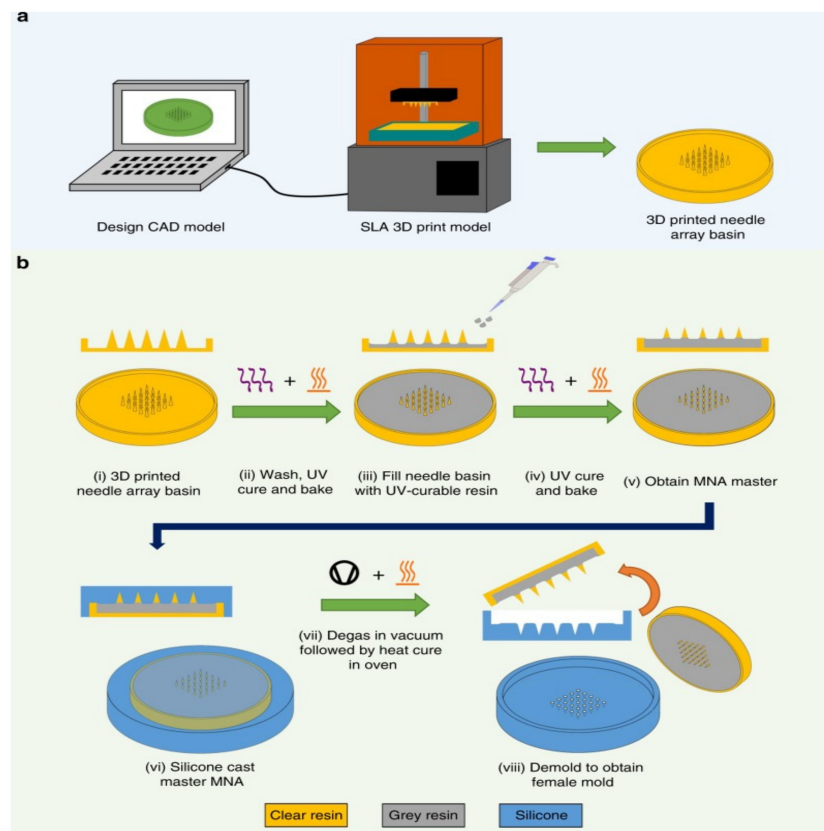 a
Design CAD model
SLA 3D print model
3D printed needle
array basin
b
+
+
(i) 3D printed
needle array basin
(ii) Wash, UV
cure and bake
(iii) Fill needle basin
with UV-curable resin
(iv) UV cure
and bake
(v) Obtain MNA master
+
(vii) Degas in vacuum
followed by heat cure
in oven
(vi) Silicone cast
master MNA
(viii) Demold to obtain
female mold
Clear resin
Grey resin
Silicone